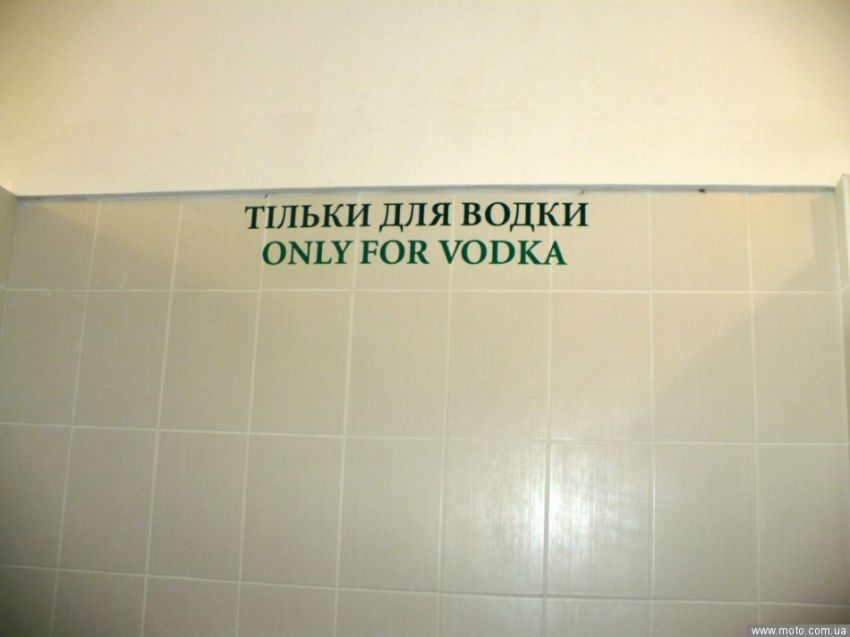 ТІЛЬКИ ДЛЯ ВОДКИ
ONLY FOR VODKA
www.moto.com.ua